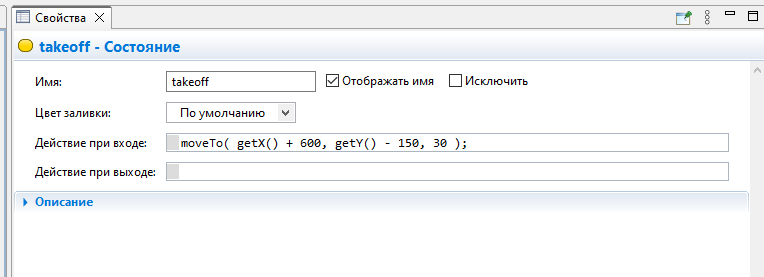 Свойства
takeoff - Состояние
Имя: takeoff Отображать имя Исключить
Цвет заливки: По умолчанию
Действие при входе: moveTo( getX() + 600, getY() - 150, 30 );
Действие при выходе:
Описание